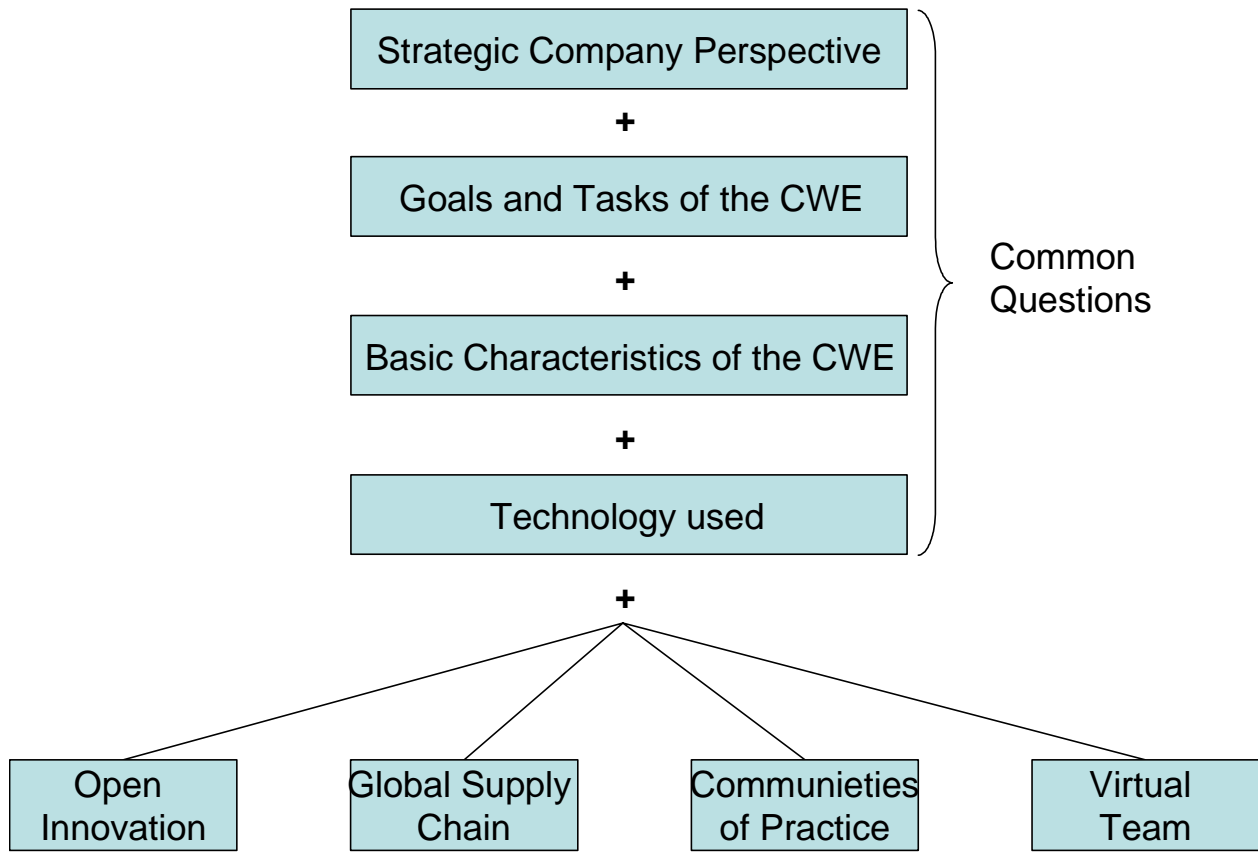 Strategic Company Perspective
+
Goals and Tasks of the CWE
+
Common
Questions
Basic Characteristics of the CWE
+
Technology used
+
Open
Innovation
Global Supply
Chain
Communieties
of Practice
Virtual
Team